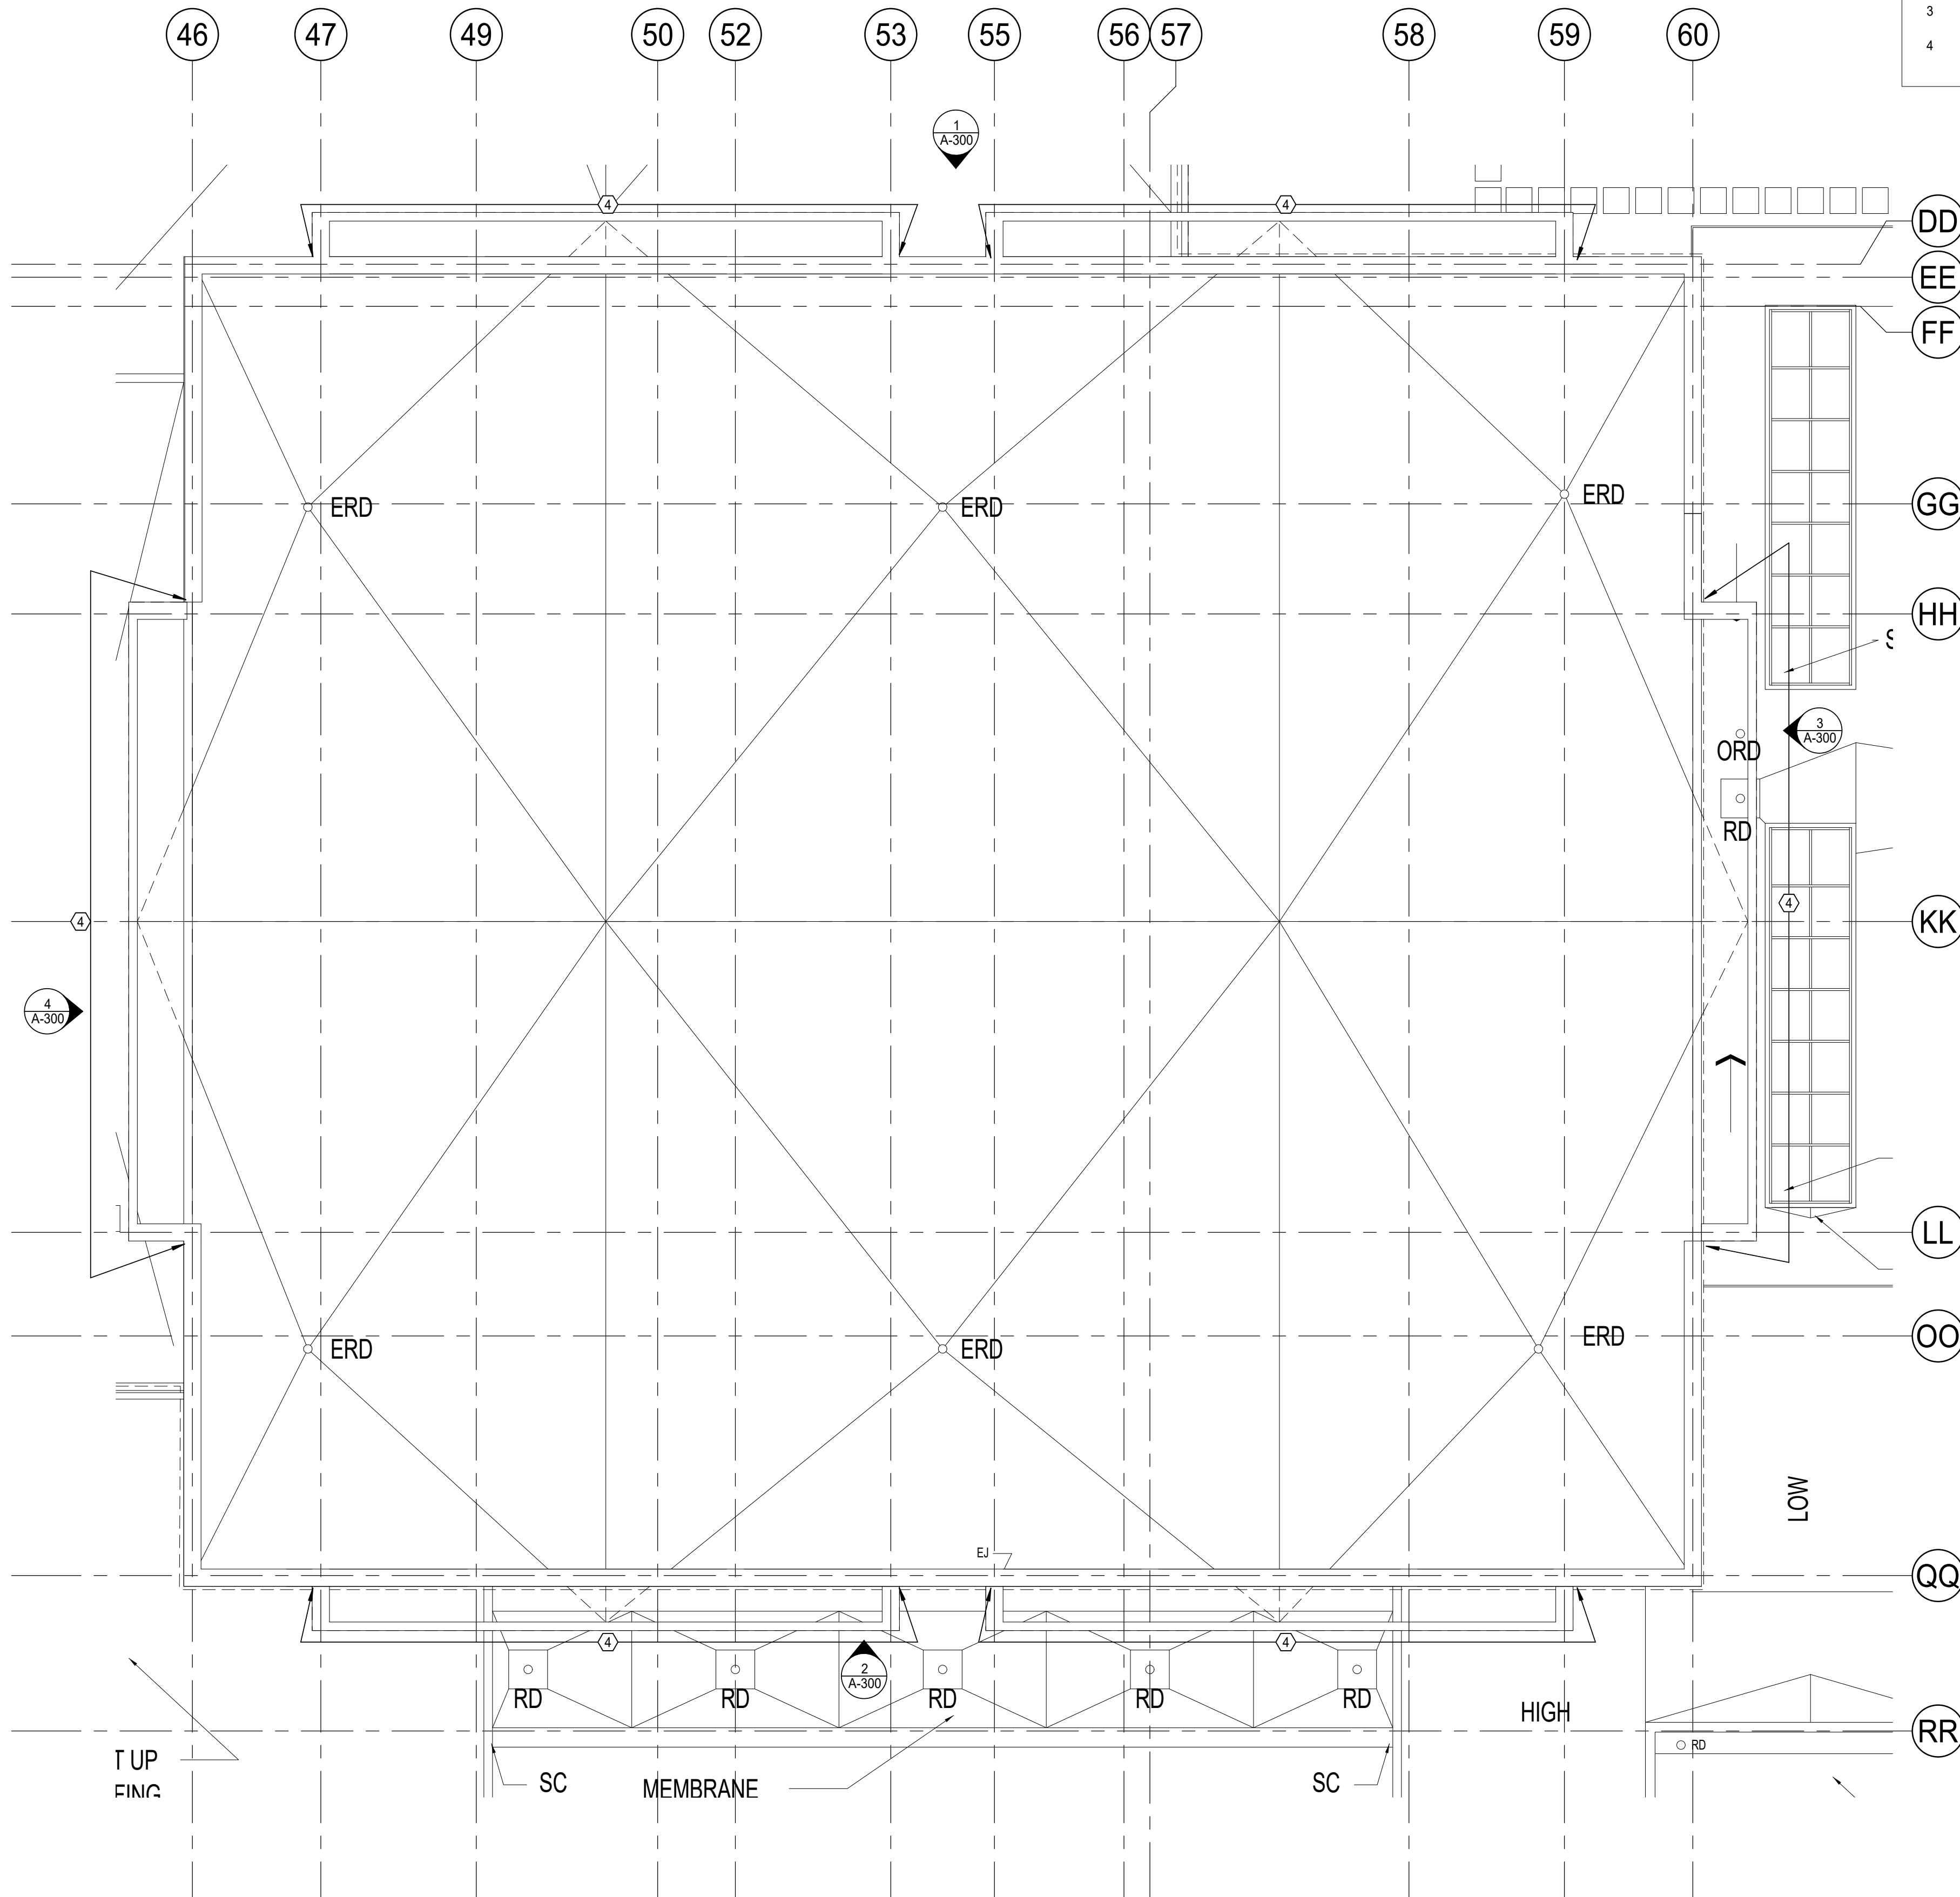 3
4
46 47 49 50 52 53 55 56 57 58 59 60
1
A-300
4 4
DD
EE
FF
ERD ERD ERD
GG
HH
S
3
A-300
ORD
RD
4 4
KK
4
A-300
LL
ERD ERD ERD
OO
LOW
EJ
QQ
4 4
2
A-300
RD RD RD RD RD
HIGH
RR
RD
T UP
EING
SC MEMBRANE SC